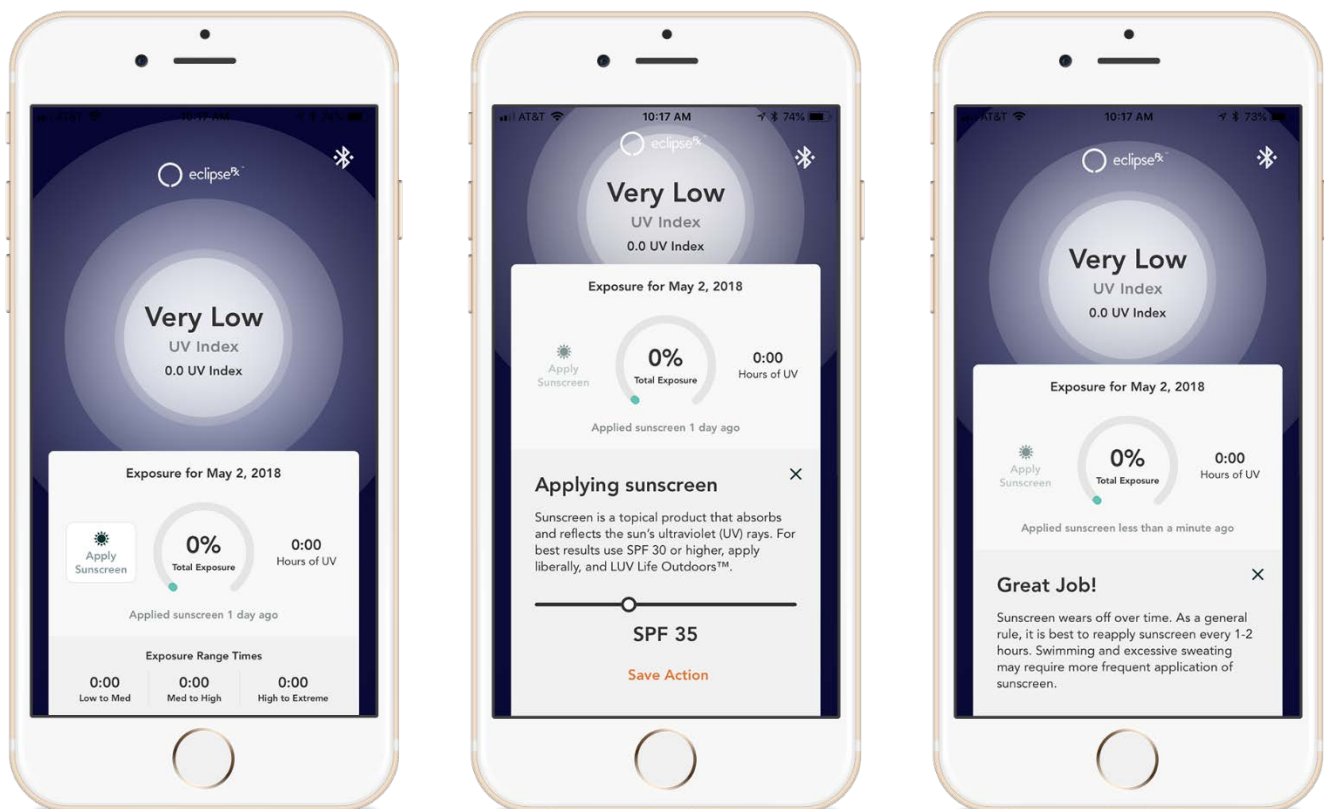 AT&T
10:17 AM
74%
eclipseRx™
Very Low
UV Index
0.0 UV Index
Exposure for May 2, 2018
Apply
Sunscreen
0%
Total Exposure
0:00
Hours of UV
Applied sunscreen 1 day ago
Exposure Range Times
0:00
Low to Med
0:00
Med to High
0:00
High to Extreme
AT&T
10:17 AM
74%
eclipseRx™
Very Low
UV Index
0.0 UV Index
Exposure for May 2, 2018
Apply
Sunscreen
0%
Total Exposure
0:00
Hours of UV
Applied sunscreen 1 day ago
Applying sunscreen
Sunscreen is a topical product that absorbs
and reflects the sun's ultraviolet (UV) rays. For
best results use SPF 30 or higher, apply
liberally, and LUV Life Outdoors™.
SPF 35
Save Action
AT&T
10:17 AM
73%
eclipseRx™
Very Low
UV Index
0.0 UV Index
Exposure for May 2, 2018
Apply
Sunscreen
0%
Total Exposure
0:00
Hours of UV
Applied sunscreen less than a minute ago
Great Job!
Sunscreen wears off over time. As a general
rule, it is best to reapply sunscreen every 1-2
hours. Swimming and excessive sweating
may require more frequent application of
sunscreen.